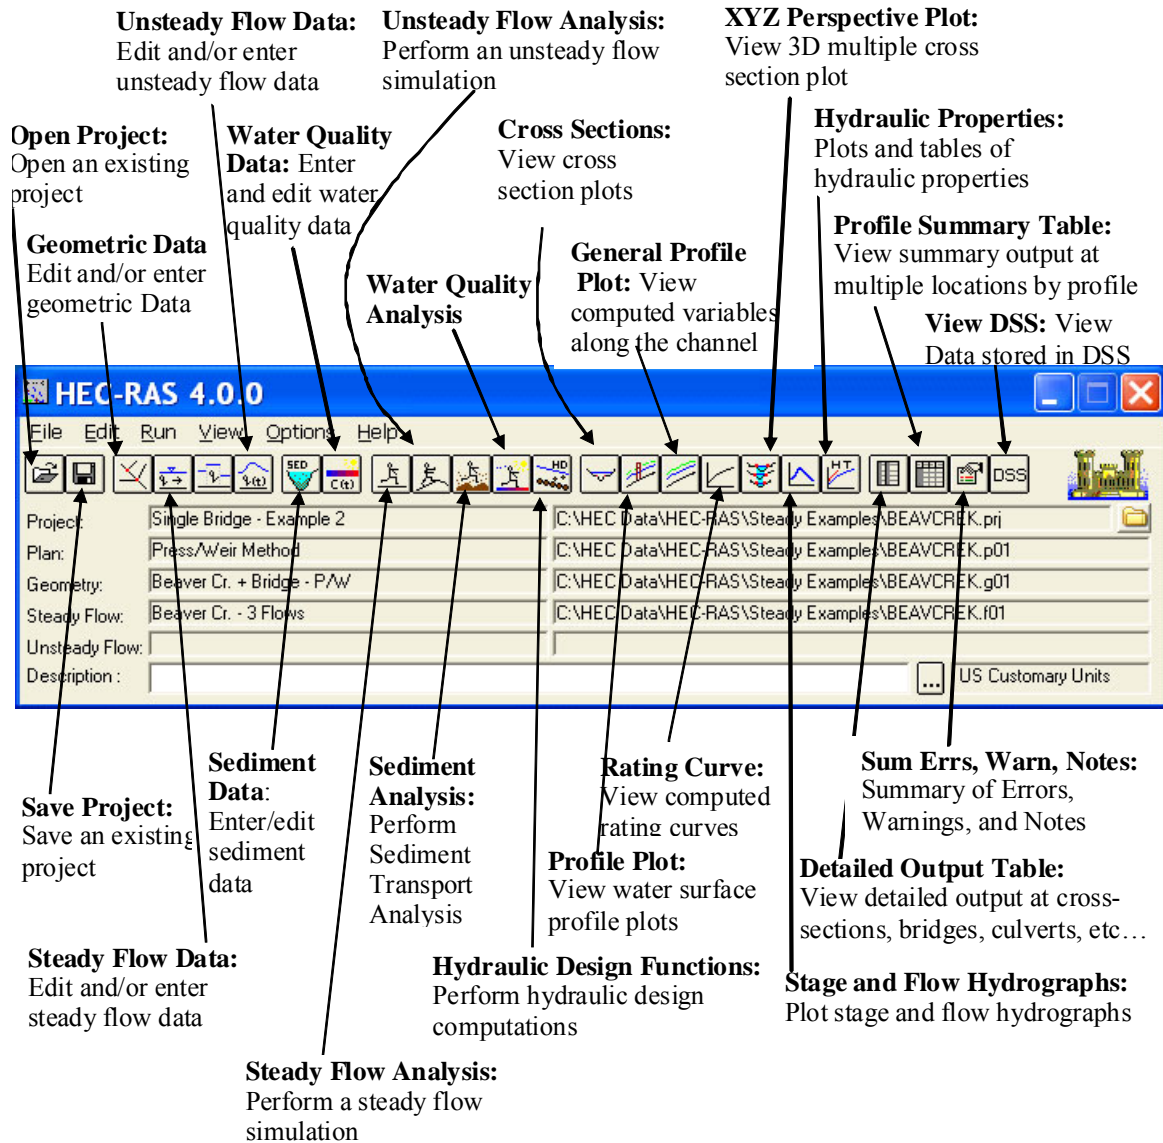 Unsteady Flow Data:
Edit and/or enter
unsteady flow data
Unsteady Flow Analysis:
Perform an unsteady flow
simulation
XYZ Perspective Plot:
View 3D multiple cross
section plot
Open Project:
Open an existing
project
Water Quality
Data: Enter
and edit water
quality data
Cross Sections:
View cross
section plots
Hydraulic Properties:
Plots and tables of
hydraulic properties
Geometric Data
Edit and/or enter
geometric Data
Water Quality
Analysis
General Profile
Plot: View
computed variables
along the channel
Profile Summary Table:
View summary output at
multiple locations by profile
View DSS: View
Data stored in DSS
HEC-RAS 4.0.0
File Edit Run View Options Help
SED C(t) HD HT DSS
Project: Single Bridge - Example 2 C:\HEC Data\HEC-RAS\Steady Examples\BEAVCREK.prj
Plan: Press/Weir Method C:\HEC Data\HEC-RAS\Steady Examples\BEAVCREK.p01
Geometry: Beaver Cr. + Bridge - P/W C:\HEC Data\HEC-RAS\Steady Examples\BEAVCREK.g01
Steady Flow: Beaver Cr. - 3 Flows C:\HEC Data\HEC-RAS\Steady Examples\BEAVCREK.f01
Unsteady Flow:
Description : ... US Customary Units
Save Project:
Save an existing
project
Sediment
Data:
Enter/edit
sediment
data
Sediment
Analysis:
Perform
Sediment
Transport
Analysis
Rating Curve:
View computed
rating curves
Sum Errs, Warn, Notes:
Summary of Errors,
Warnings, and Notes
Profile Plot:
View water surface
profile plots
Detailed Output Table:
View detailed output at cross-
sections, bridges, culverts, etc…
Steady Flow Data:
Edit and/or enter
steady flow data
Hydraulic Design Functions:
Perform hydraulic design
computations
Stage and Flow Hydrographs:
Plot stage and flow hydrographs
Steady Flow Analysis:
Perform a steady flow
simulation